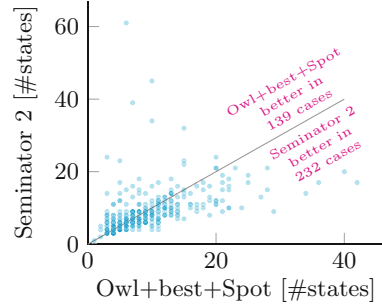 60
40
20
0
Seminator 2 [#states]
Owl+best+Spot
better in
139 cases
Seminator 2
better in
232 cases
0
20
40
Owl+best+Spot [#states]